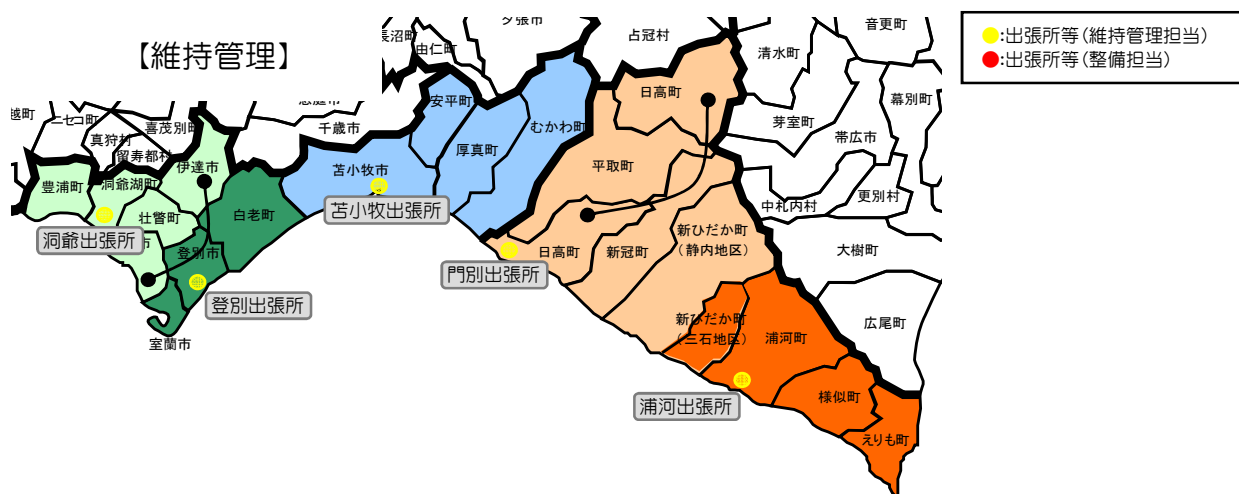 【維持管理】
●:出張所等(維持管理担当)
●:出張所等(整備担当)
夕張市
占冠村
音更町
長沼町
由仁町
清水町
日高町
安平町
幕別町
ニセコ町
喜茂別町
千歳市
むかわ町
芽室町
帯広市
真狩村
留寿都村
伊達市
厚真町
苫小牧市
平取町
豊浦町
洞爺湖町
更別村
中札内村
白老町
苫小牧出張所
壮瞥町
新ひだか町
(静内地区)
洞爺出張所
市
登別市
日高町
新冠町
大樹町
門別出張所
登別出張所
広尾町
新ひだか町
(三石地区)
浦河町
室蘭市
様似町
浦河出張所
えりも町